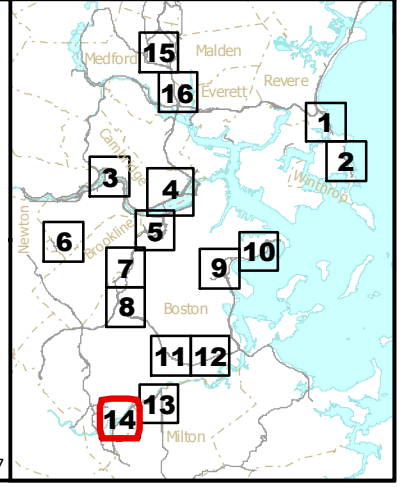 15
Malden
Medford
16
Everett
Revere
1
2
Winthrop
Cambridge
3
4
Newton
6
Brookline
5
7
9
10
8
Boston
11
12
14
13
Milton
7